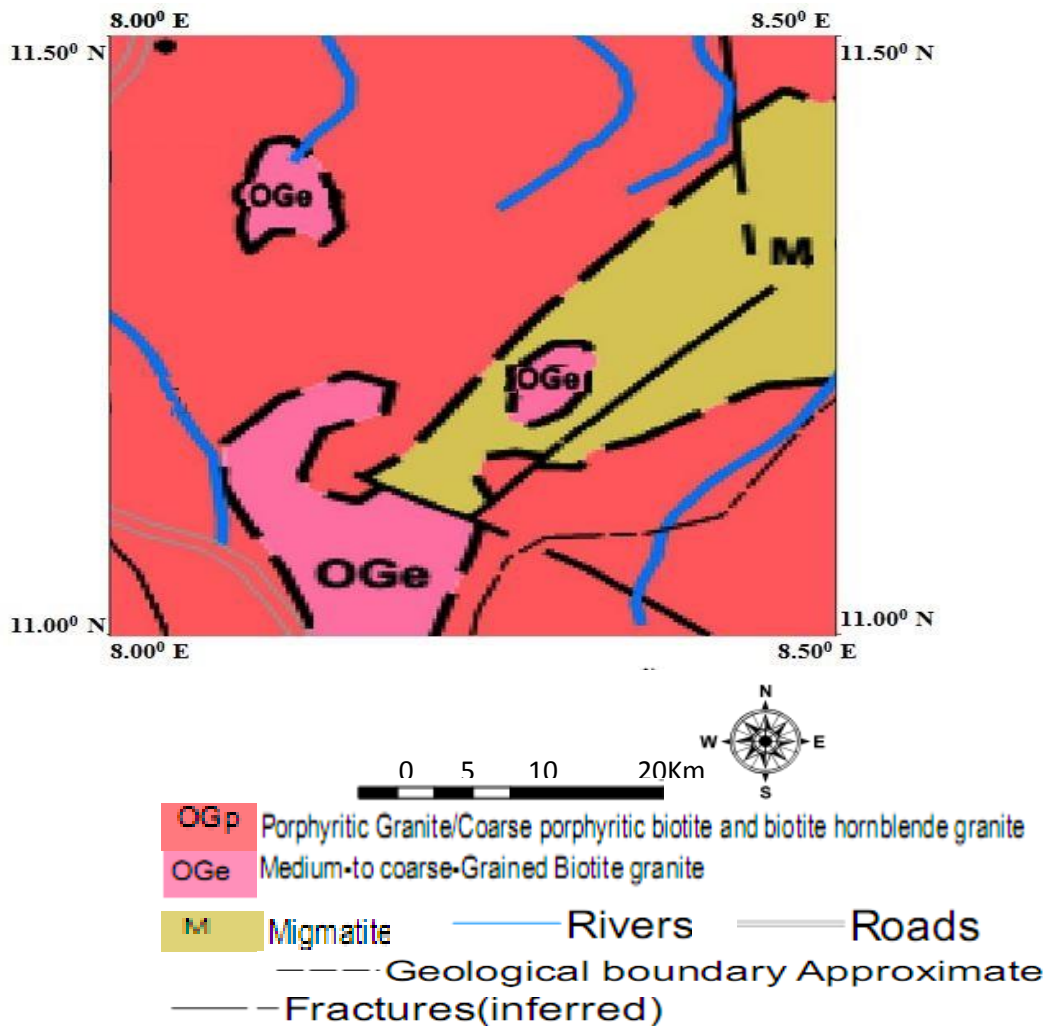 8.00⁰ E 8.50⁰ E
11.50⁰ N 11.50⁰ N
OGe
M
OGe
OGe
11.00⁰ N 11.00⁰ N
8.00⁰ E 8.50⁰ E
N
W E
S
0 5 10 20Km
OGp Porphyritic Granite/Coarse porphyritic biotite and biotite hornblende granite
OGe Medium-to coarse-Grained Biotite granite
M Migmatite Rivers Roads
Geological boundary Approximate
Fractures(inferred)